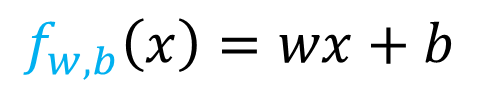 f_{w,b}(x) = wx + b